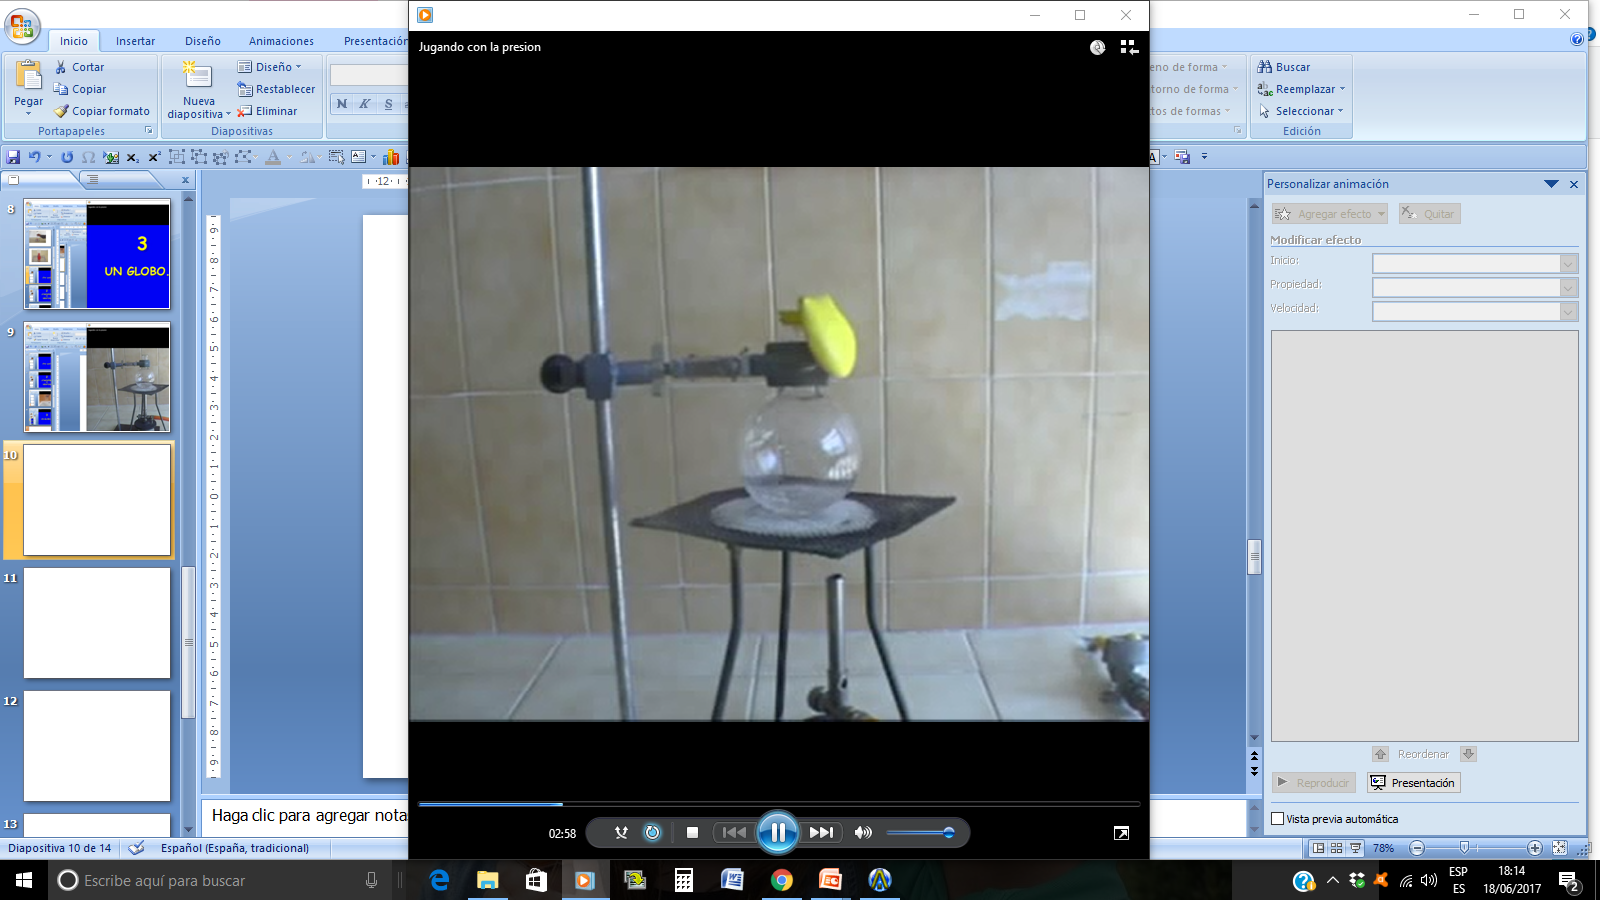 Jugando con la presion
Inicio
Insertar
Diseño
Animaciones
Presentación
Pegar
Cortar
Copiar
Copiar formato
Portapapeles
Nueva
diapositiva
Diseño
Restablecer
Eliminar
Diapositivas
N K S
eno de forma
torno de forma
tos de formas
Buscar
Reemplazar
Seleccionar
Edición
12
8
3
UN GLOBO.
9
10
11
12
13
Personalizar animación
Agregar efecto
Quitar
Modificar efecto
Inicio:
Propiedad:
Velocidad:
Reordenar
Reproducir
Presentación
Vista previa automática
Haga clic para agregar notas
02:58
Diapositiva 10 de 14
Español (España, tradicional)
78%
Escribe aquí para buscar
ESP
ES
18:14
18/06/2017
2